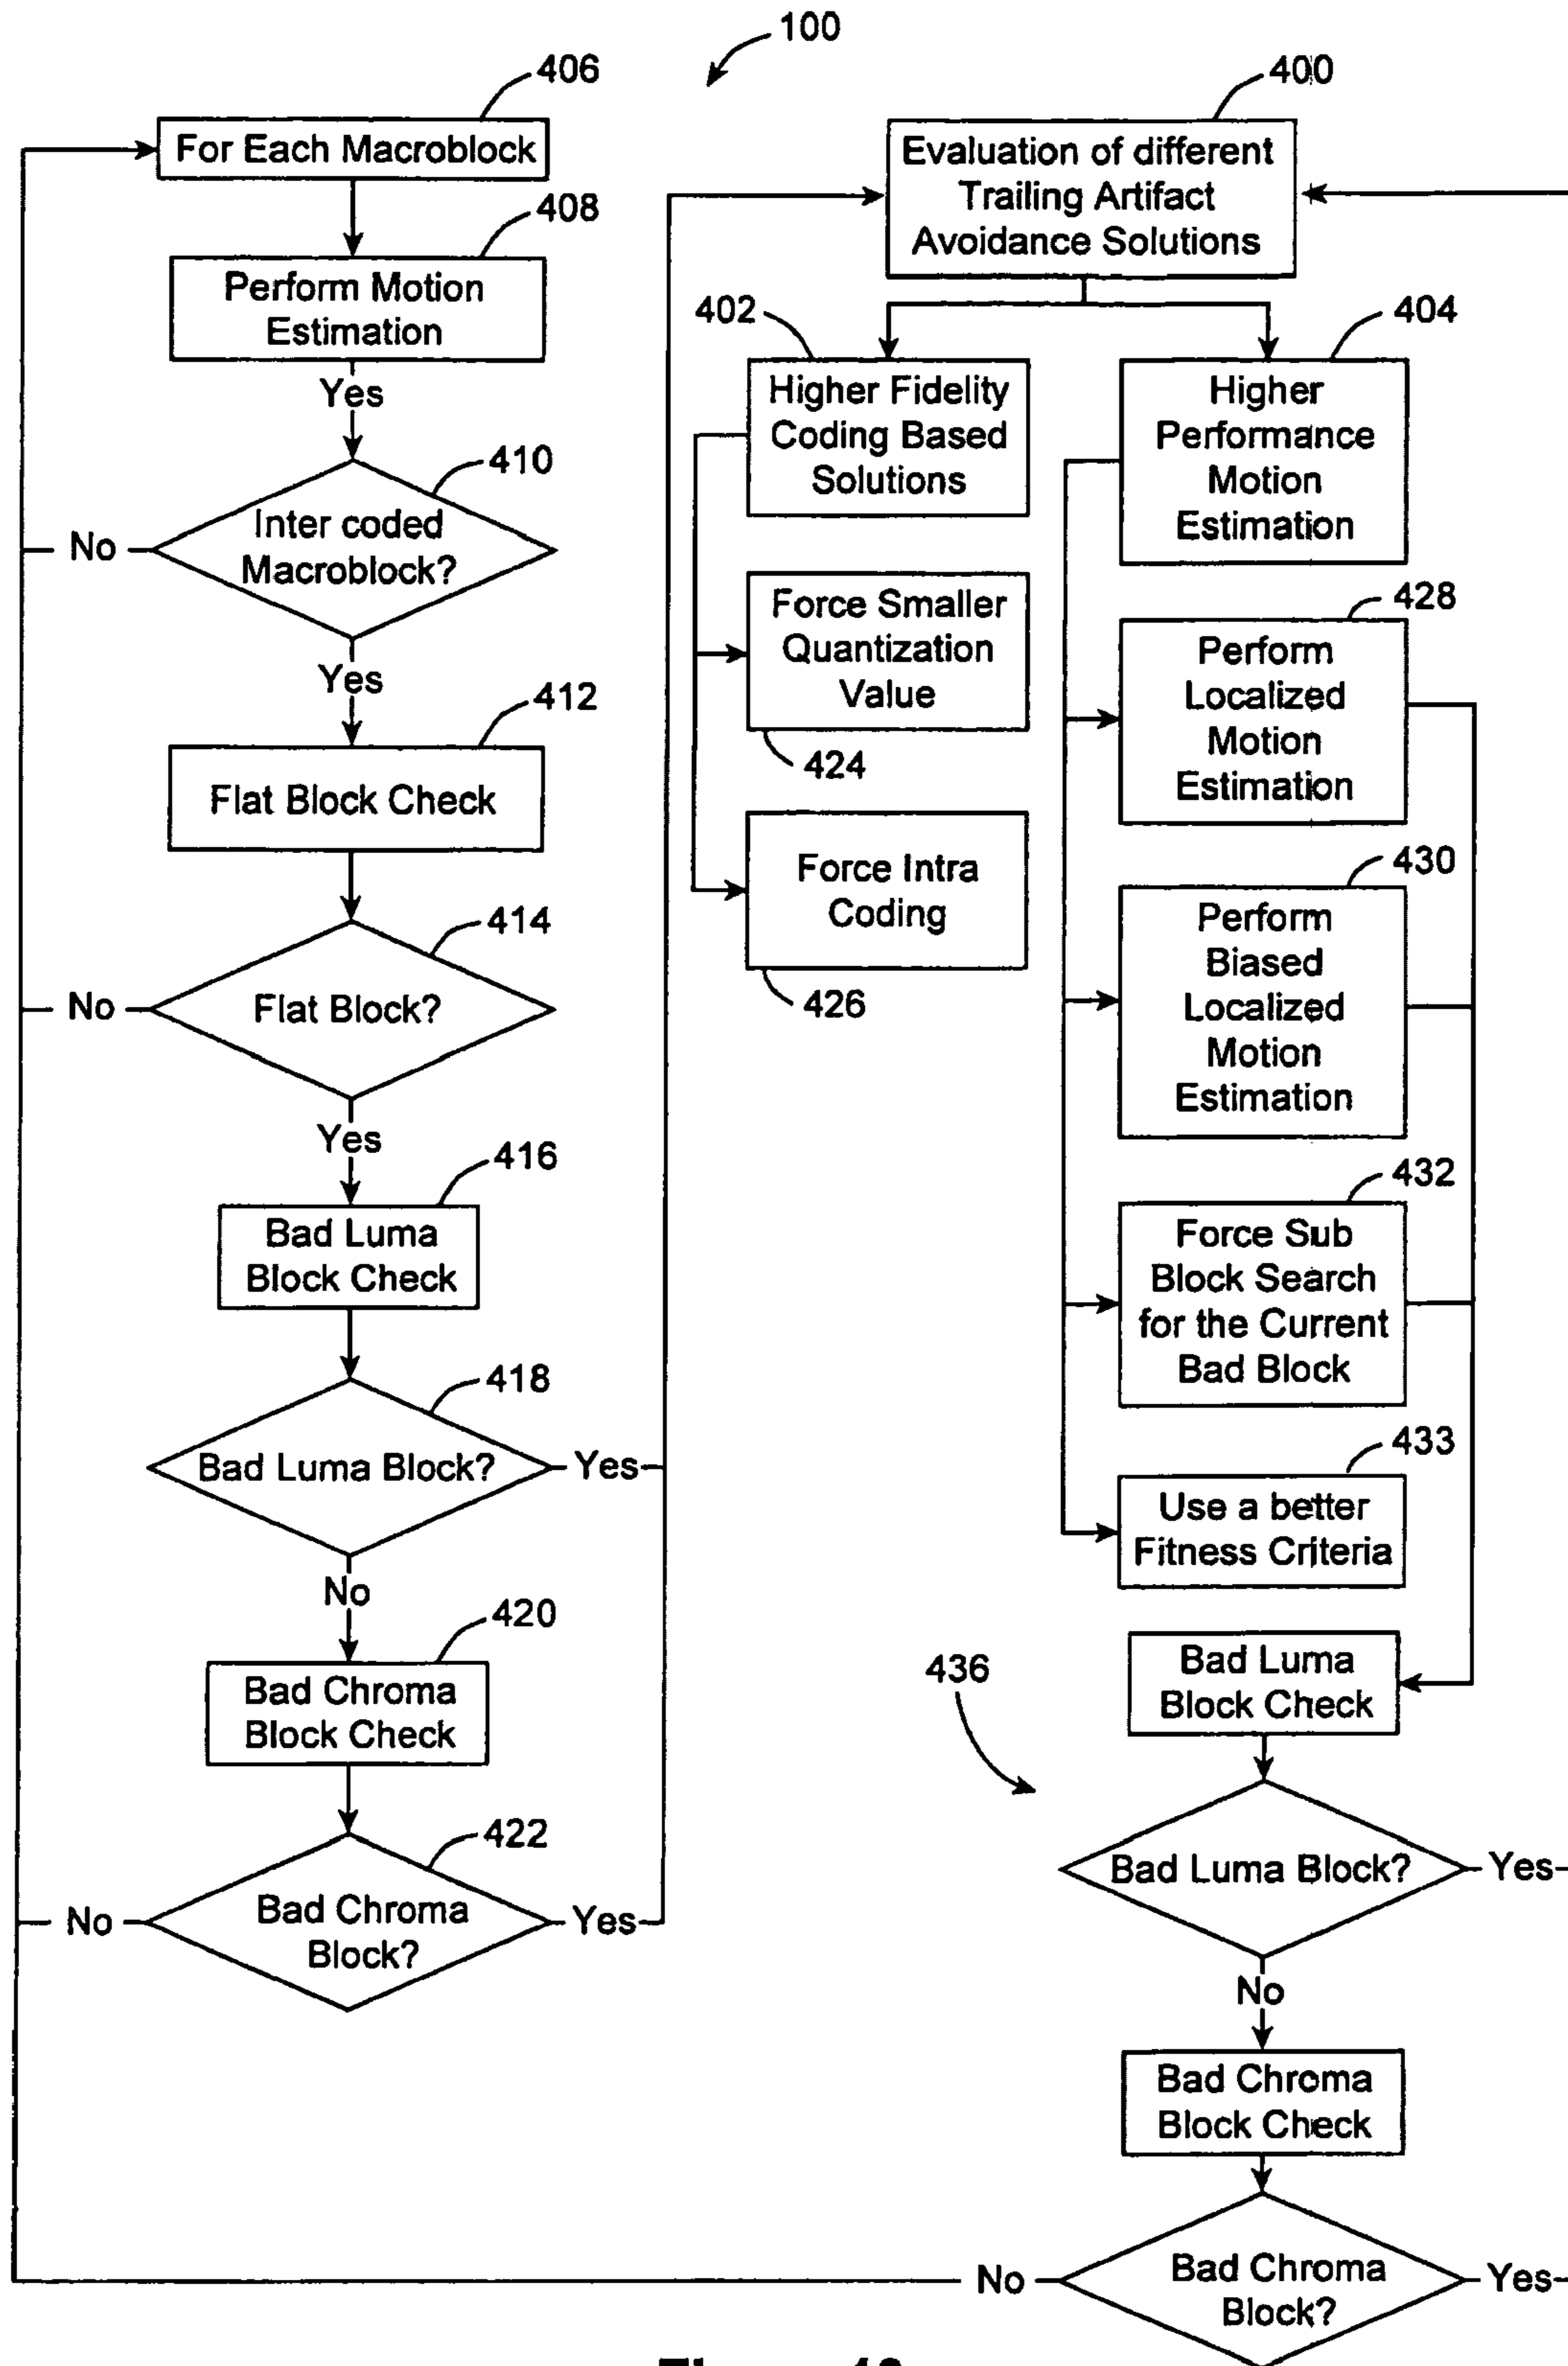 100
406
For Each Macroblock
408
Perform Motion
Estimation
Yes
410
Inter coded
Macroblock?
No
Yes
412
Flat Block Check
414
Flat Block?
No
Yes
416
Bad Luma
Block Check
418
Bad Luma Block?
Yes
No
420
Bad Chroma
Block Check
422
Bad Chroma
Block?
No
Yes
400
Evaluation of different
Trailing Artifact
Avoidance Solutions
402
Higher Fidelity
Coding Based
Solutions
Force Smaller
Quantization
Value
424
Force Intra
Coding
426
404
Higher
Performance
Motion
Estimation
428
Perform
Localized
Motion
Estimation
430
Perform
Biased
Localized
Motion
Estimation
432
Force Sub
Block Search
for the Current
Bad Block
433
Use a better
Fitness Criteria
436
Bad Luma
Block Check
Bad Luma Block?
Yes
No
Bad Chroma
Block Check
Bad Chroma
Block?
No
Yes